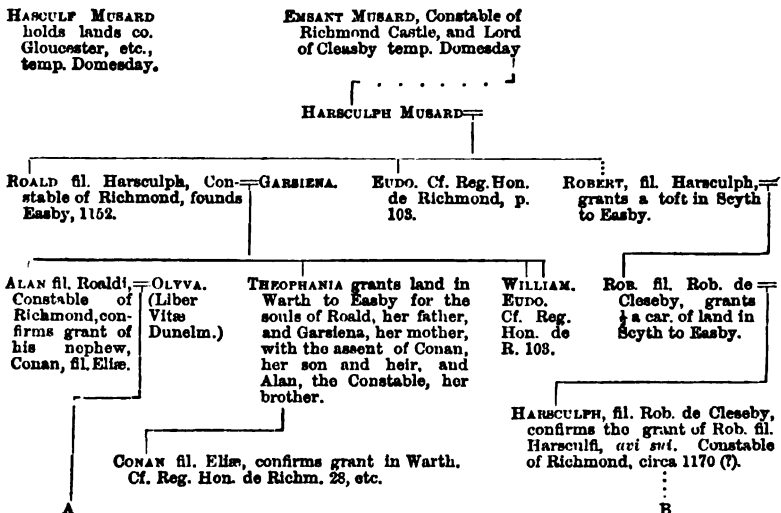 HASCULF MUSARD
holds lands co.
Gloucester, etc.,
temp. Domesday.
EMSANT MUSARD, Constable of
Richmond Castle, and Lord
of Cleasby temp. Domesday
HARSCULPH MUSARD
ROALD fil. Harsculph, Con-
stable of Richmond, founds
Easby, 1152.
GARSIENA.
EUDO. Cf. Reg. Hon.
de Richmond, p.
103.
ROBERT, fil. Harsculph,
grants a toft in Scyth
to Easby.
ALAN fil. Roaldi,
Constable of
Richmond, con-
firms grant of
his nephew,
Conan, fil. Eliæ.
OLYVA.
(Liber
Vitæ
Dunelm.)
THEOPHANIA grants land in
Warth to Easby for the
souls of Roald, her father,
and Garsiena, her mother,
with the assent of Conan,
her son and heir, and
Alan, the Constable, her
brother.
WILLIAM.
EUDO.
Cf. Reg.
Hon. de
R. 103.
ROB. fil. Rob. de
Cleseby, grants
½ a car. of land in
Scyth to Easby.
HARSCULPH, fil. Rob. de Cleseby,
confirms the grant of Rob. fil.
Harsculfi, avi sui. Constable
of Richmond, circa 1170 (?).
CONAN fil. Eliæ, confirms grant in Warth.
Cf. Reg. Hon. de Richm. 28, etc.
A
B